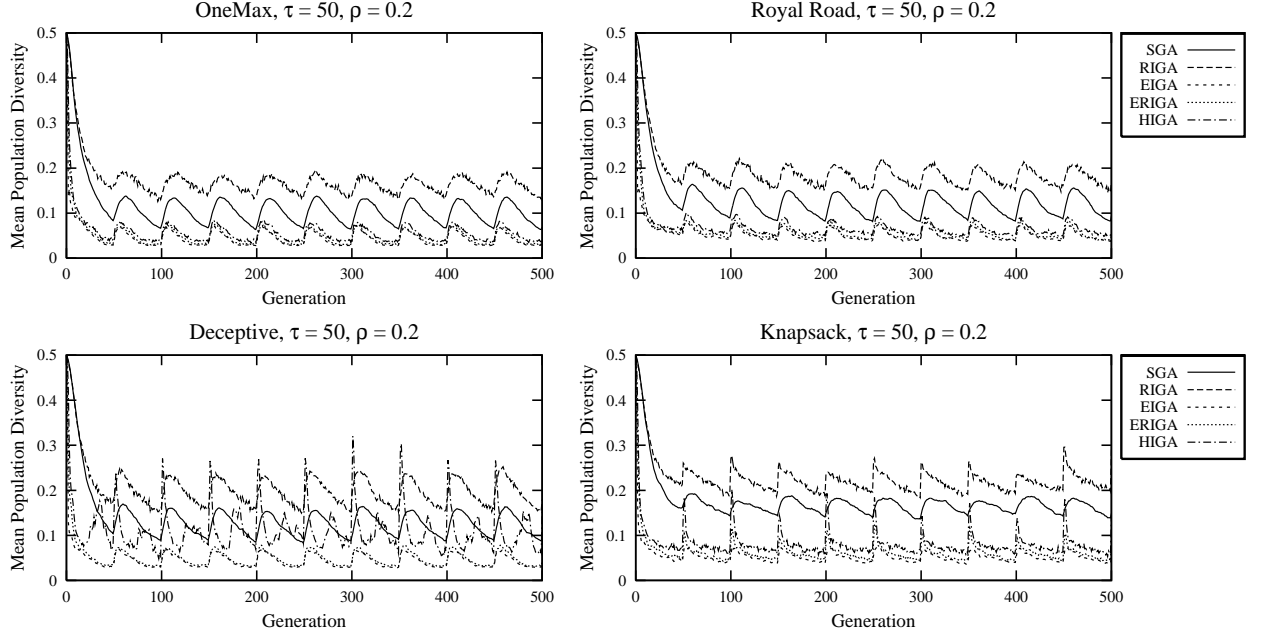 OneMax, τ = 50, ρ = 0.2
Mean Population Diversity
0.5
0.4
0.3
0.2
0.1
0
0 100 200 300 400 500
Generation
Royal Road, τ = 50, ρ = 0.2
Mean Population Diversity
0.5
0.4
0.3
0.2
0.1
0
0 100 200 300 400 500
Generation
SGA
RIGA
EIGA
ERIGA
HIGA
Deceptive, τ = 50, ρ = 0.2
Mean Population Diversity
0.5
0.4
0.3
0.2
0.1
0
0 100 200 300 400 500
Generation
Knapsack, τ = 50, ρ = 0.2
Mean Population Diversity
0.5
0.4
0.3
0.2
0.1
0
0 100 200 300 400 500
Generation
SGA
RIGA
EIGA
ERIGA
HIGA